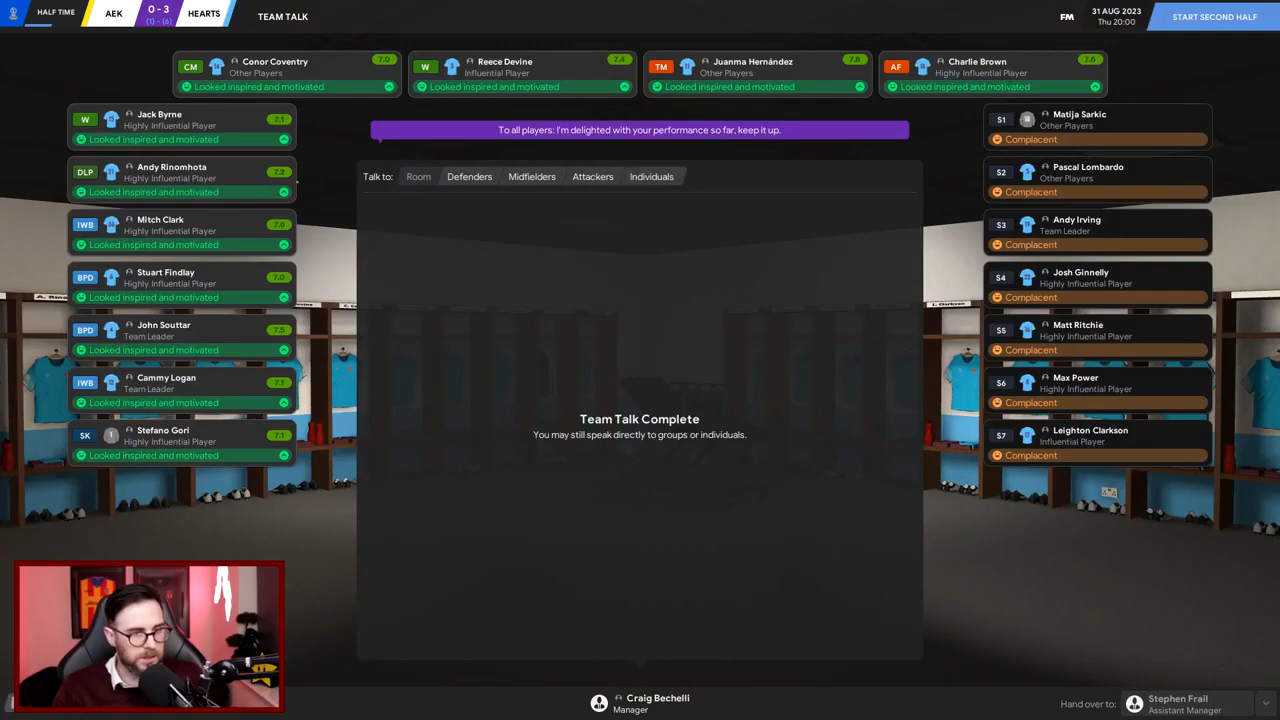 HALF TIME
AEK
0 - 3
(1) - (6)
HEARTS
TEAM TALK
FM
31 AUG 2023
Thu 20:00
START SECOND HALF
CM
14
Conor Coventry
Other Players
7.0
Looked inspired and motivated
W
Reece Devine
Influential Player
7.4
Looked inspired and motivated
TM
Juanma Hernández
Other Players
7.8
Looked inspired and motivated
AF
Charlie Brown
Highly Influential Player
7.8
Looked inspired and motivated
W
Jack Byrne
Highly Influential Player
7.1
Looked inspired and motivated
DLP
Andy Rinomhota
Highly Influential Player
7.3
Looked inspired and motivated
IWB
Mitch Clark
Highly Influential Player
7.6
Looked inspired and motivated
BPD
Stuart Findlay
Highly Influential Player
7.0
Looked inspired and motivated
BPD
John Souttar
Team Leader
7.5
Looked inspired and motivated
IWB
Cammy Logan
Team Leader
7.1
Looked inspired and motivated
SK
1
Stefano Gori
Highly Influential Player
7.1
Looked inspired and motivated
To all players: I'm delighted with your performance so far, keep it up.
Talk to: Room Defenders Midfielders Attackers Individuals
Team Talk Complete
You may still speak directly to groups or individuals.
S1
Matija Sarkic
Other Players
Complacent
S2
Pascal Lombardo
Other Players
Complacent
S3
Andy Irving
Team Leader
Complacent
S4
Josh Ginnelly
Highly Influential Player
Complacent
S5
Matt Ritchie
Highly Influential Player
Complacent
S6
Max Power
Highly Influential Player
Complacent
S7
Leighton Clarkson
Influential Player
Complacent
Craig Bechelli
Manager
Hand over to:
Stephen Frail
Assistant Manager